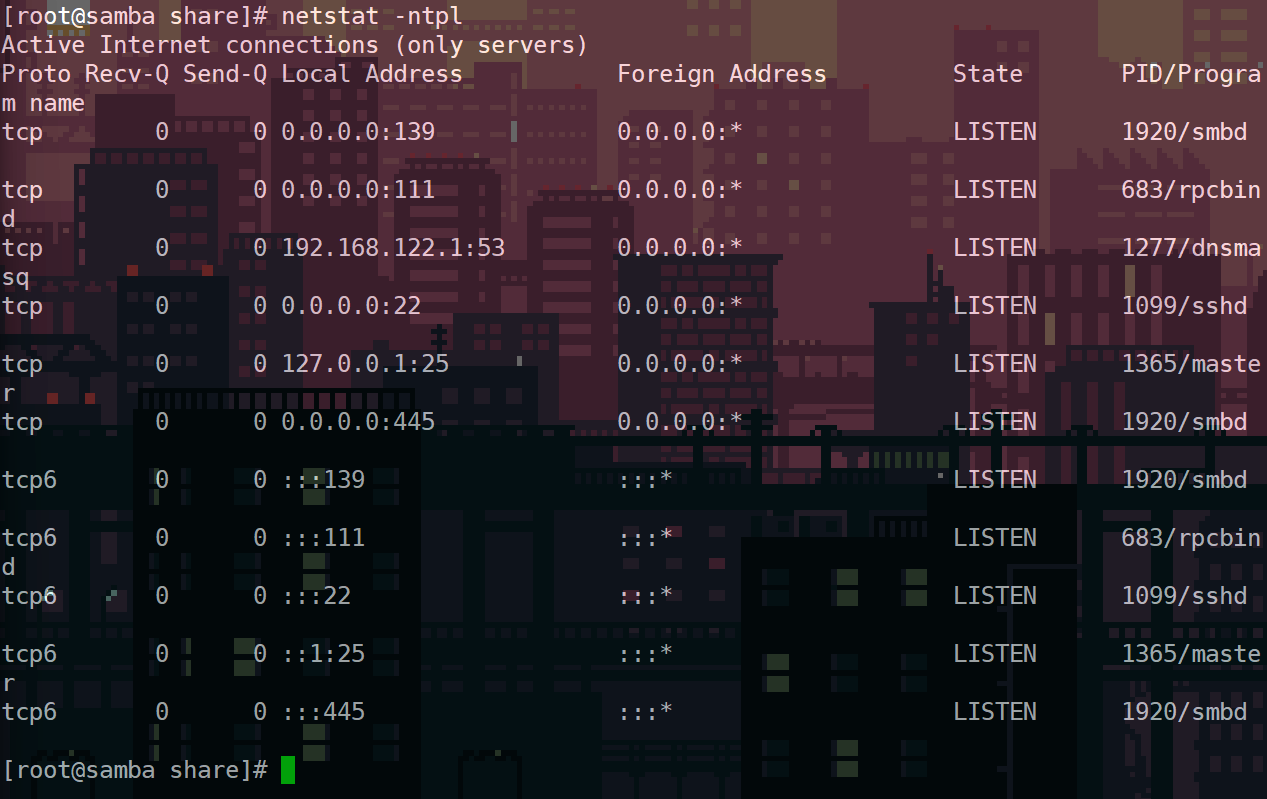 [root@samba share]# netstat -ntpl
Active Internet connections (only servers)
Proto Recv-Q Send-Q Local Address           Foreign Address         State       PID/Progra
m name
tcp        0      0 0.0.0.0:139             0.0.0.0:*               LISTEN      1920/smbd
tcp        0      0 0.0.0.0:111             0.0.0.0:*               LISTEN      683/rpcbin
d
tcp        0      0 192.168.122.1:53        0.0.0.0:*               LISTEN      1277/dnsma
sq
tcp        0      0 0.0.0.0:22              0.0.0.0:*               LISTEN      1099/sshd
tcp        0      0 127.0.0.1:25            0.0.0.0:*               LISTEN      1365/maste
r
tcp        0      0 0.0.0.0:445             0.0.0.0:*               LISTEN      1920/smbd
tcp6       0      0 :::139                  :::*                    LISTEN      1920/smbd
tcp6       0      0 :::111                  :::*                    LISTEN      683/rpcbin
d
tcp6       0      0 :::22                   :::*                    LISTEN      1099/sshd
tcp6       0      0 ::1:25                  :::*                    LISTEN      1365/maste
r
tcp6       0      0 :::445                  :::*                    LISTEN      1920/smbd
[root@samba share]#